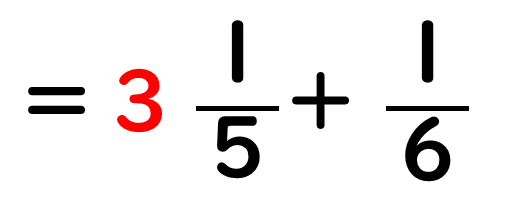 = 3 1/5 + 1/6